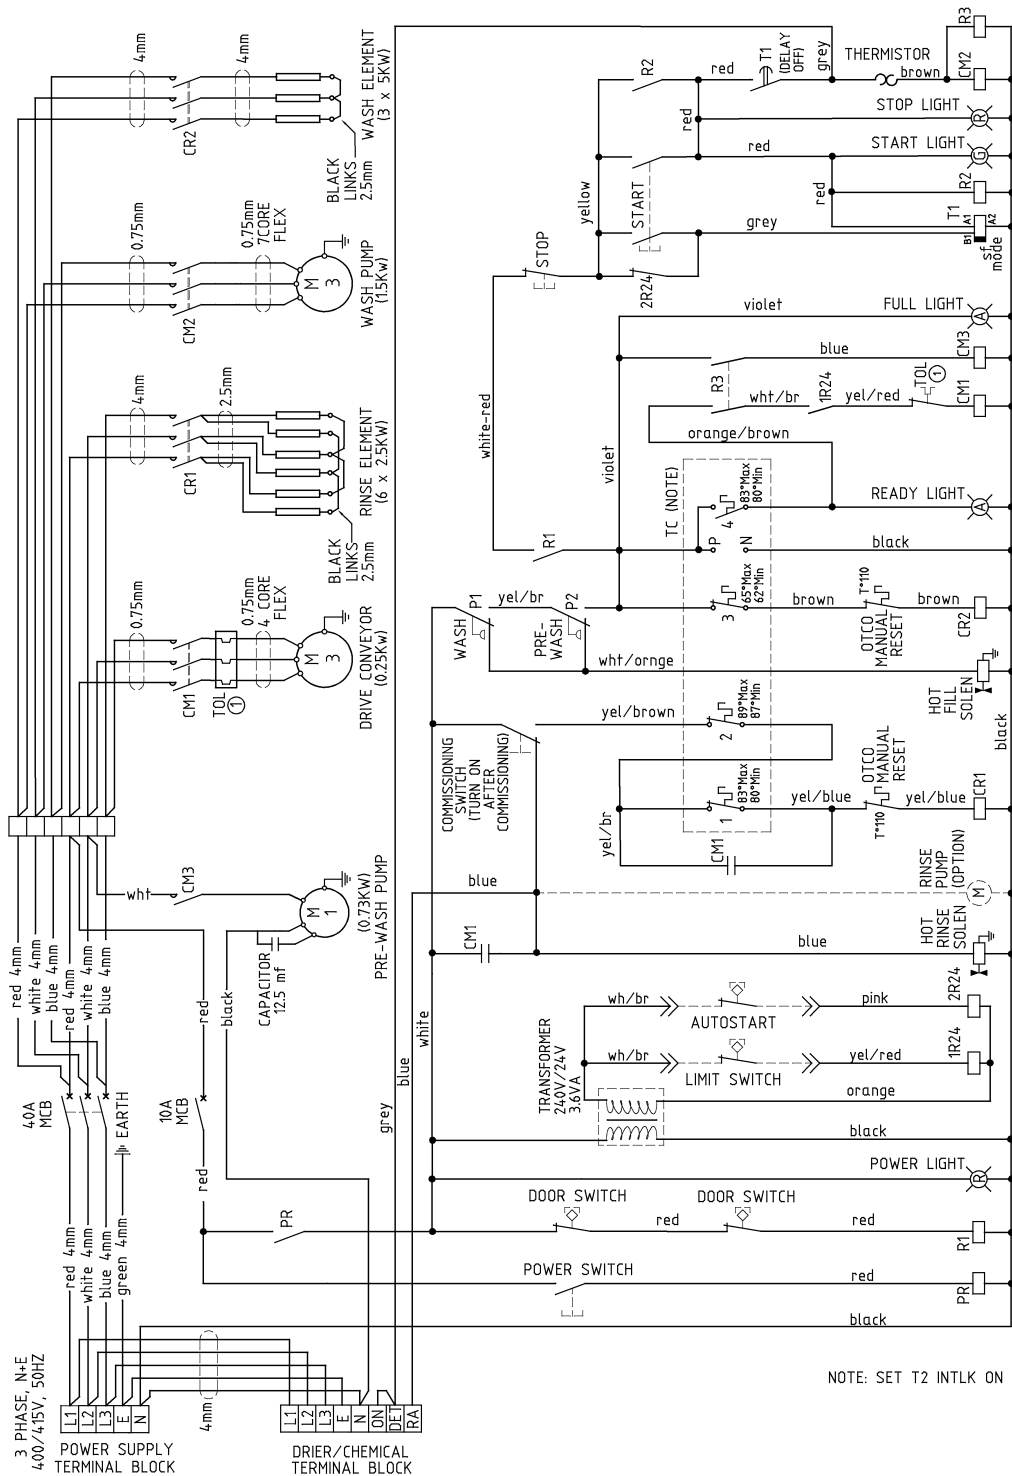 4mm
4mm
CR2
BLACK
LINKS
2.5mm
WASH ELEMENT
(3 x 5KW)
0.75mm
0.75mm
7CORE
FLEX
CM2
M
3
WASH PUMP
(1.5Kw)
4mm
2.5mm
CR1
BLACK
LINKS
2.5mm
RINSE ELEMENT
(6 x 2.5KW)
0.75mm
0.75mm
4 CORE
FLEX
CM1
TOL
1
M
3
DRIVE CONVEYOR
(0.25Kw)
wht
CM3
M
1
(0.73KW)
PRE-WASH PUMP
CAPACITOR
12.5 mf
red 4mm
white 4mm
blue 4mm
red 4mm
white 4mm
blue 4mm
red
black
40A
MCB
10A
MCB
EARTH
red 4mm
white 4mm
blue 4mm
green 4mm
red
3 PHASE, N+E
400/415V, 50HZ
L1
L2
L3
E
N
POWER SUPPLY
TERMINAL BLOCK
4mm
L1
L2
L3
E
N
ON
DET
RA
DRIER/CHEMICAL
TERMINAL BLOCK
grey
blue
white
R2
red
T1
(DELAY
OFF)
grey
THERMISTOR
brown
R3
CM2
red
STOP LIGHT
R
START LIGHT
G
red
yellow
START
red
R2
T1
A1
A2
B1
sf
mode
grey
STOP
2R24
violet
FULL LIGHT
A
blue
CM3
R3
wht/br
1R24
yel/red
TOL
1
CM1
orange/brown
white-red
violet
TC (NOTE)
4
83°Max
80°Min
READY LIGHT
A
R1
P
N
black
P1
WASH
yel/br
P2
PRE-
WASH
3
65°Max
62°Min
brown
T°110
OTCO
MANUAL
RESET
brown
CR2
wht/ornge
HOT
FILL
SOLEN
black
COMMISSIONING
SWITCH
(TURN ON
AFTER
COMMISSIONING)
yel/brown
2
89°Max
87°Min
yel/br
1
83°Max
80°Min
yel/blue
T°110
OTCO
MANUAL
RESET
yel/blue
CR1
CM1
blue
RINSE
PUMP
(OPTION)
M
CM1
blue
HOT
RINSE
SOLEN
TRANSFORMER
240V/24V
3.6VA
wh/br
AUTOSTART
pink
2R24
wh/br
LIMIT SWITCH
yel/red
1R24
orange
black
POWER LIGHT
R
PR
DOOR SWITCH
red
DOOR SWITCH
red
R1
POWER SWITCH
red
PR
black
NOTE: SET T2 INTLK ON